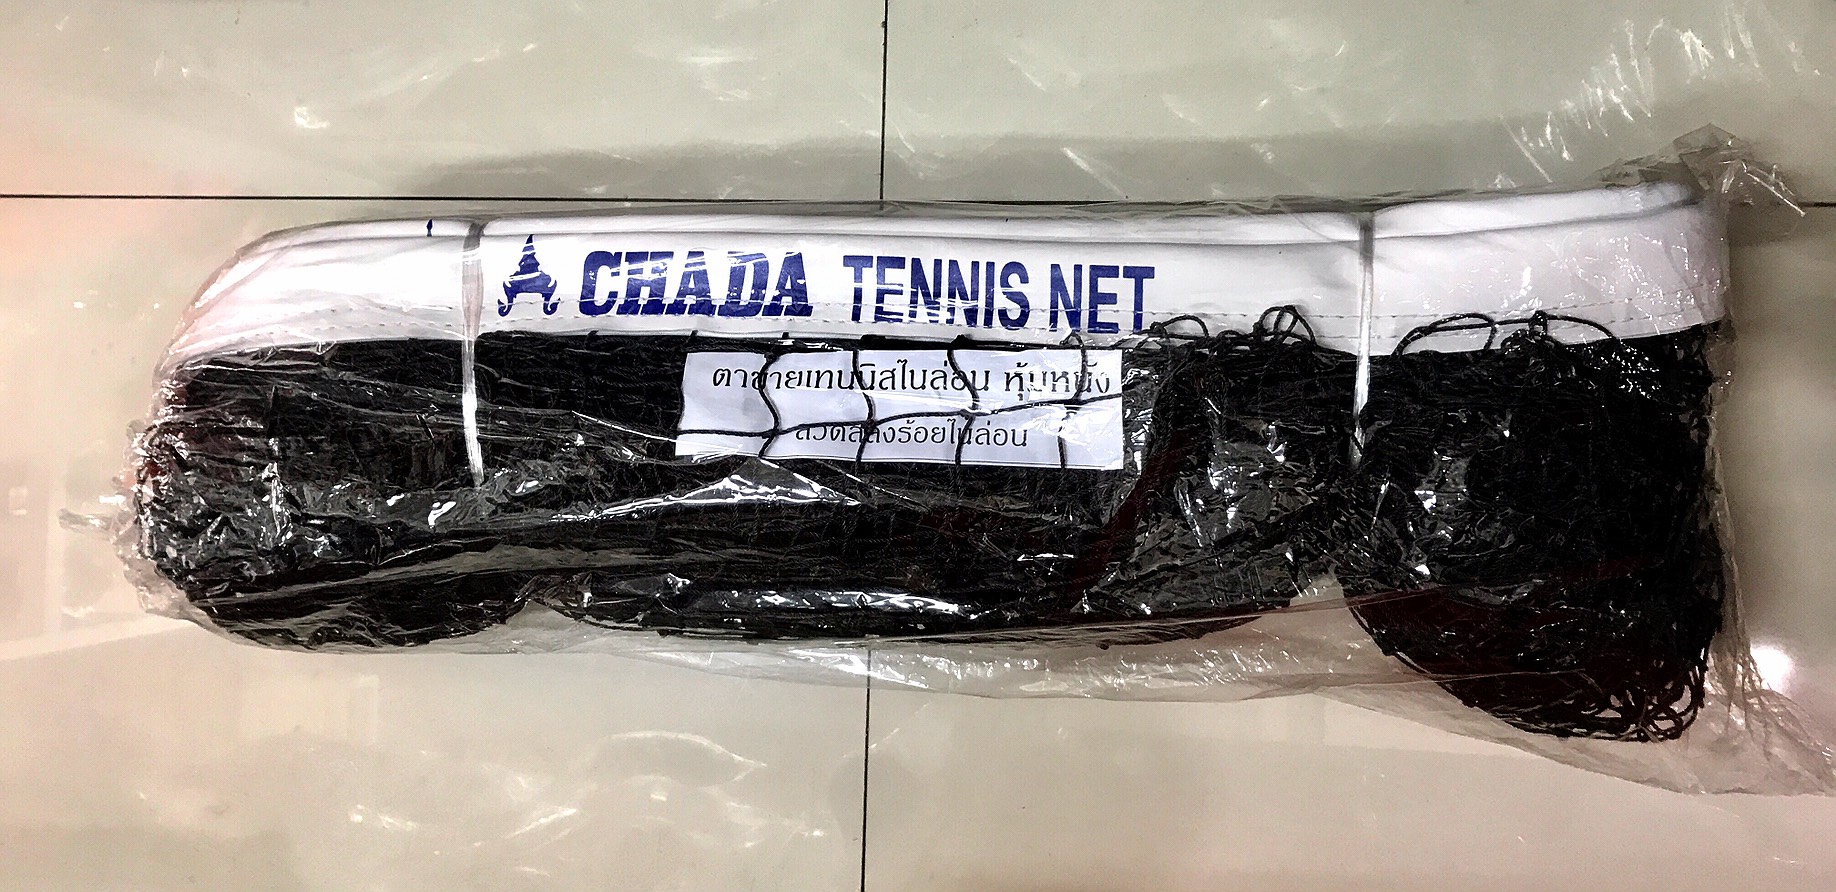 CHADA TENNIS NET
ตาข่ายเทนนิสไนล่อน หุ้มหนัง
ลวดสลิงร้อยไนล่อน